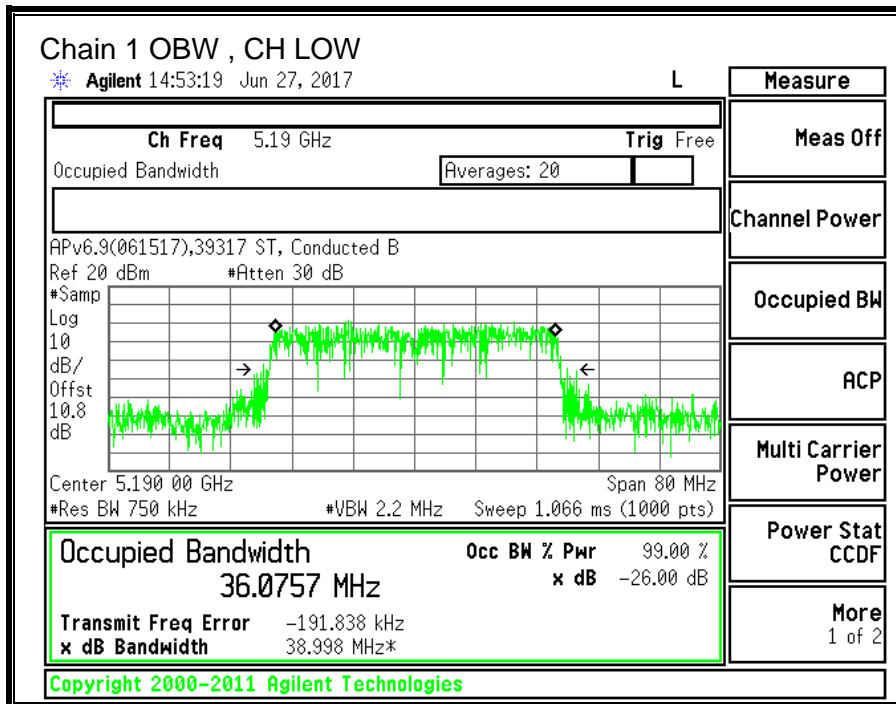 Chain 1 OBW , CH LOW
Agilent 14:53:19 Jun 27, 2017 L
Measure
Ch Freq 5.19 GHz Trig Free
Meas Off
Occupied Bandwidth Averages: 20
Channel Power
APv6.9(061517),39317 ST, Conducted B
Ref 20 dBm #Atten 30 dB
#Samp
Log
10
dB/
Offst
10.8
dB
Occupied BW
ACP
Multi Carrier
Power
Center 5.190 00 GHz Span 80 MHz
#Res BW 750 kHz #VBW 2.2 MHz Sweep 1.066 ms (1000 pts)
Occupied Bandwidth Occ BW % Pwr 99.00 %
36.0757 MHz x dB -26.00 dB
Power Stat
CCDF
Transmit Freq Error -191.838 kHz
x dB Bandwidth 38.998 MHz*
More
1 of 2
Copyright 2000-2011 Agilent Technologies